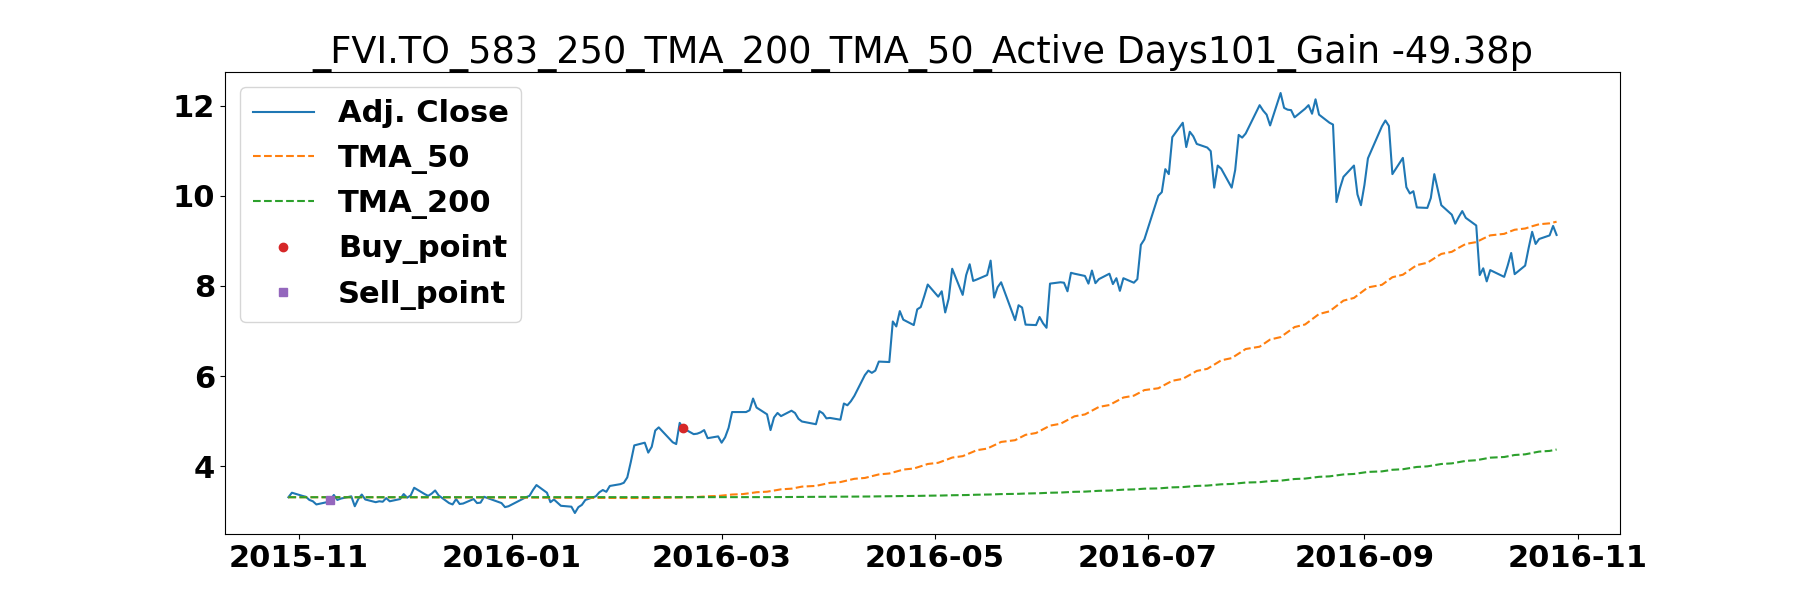 _FVI.TO_583_250_TMA_200_TMA_50_Active Days101_Gain -49.38p
Adj. Close
TMA_50
TMA_200
Buy_point
Sell_point
12
10
8
6
4
2015-11
2016-01
2016-03
2016-05
2016-07
2016-09
2016-11